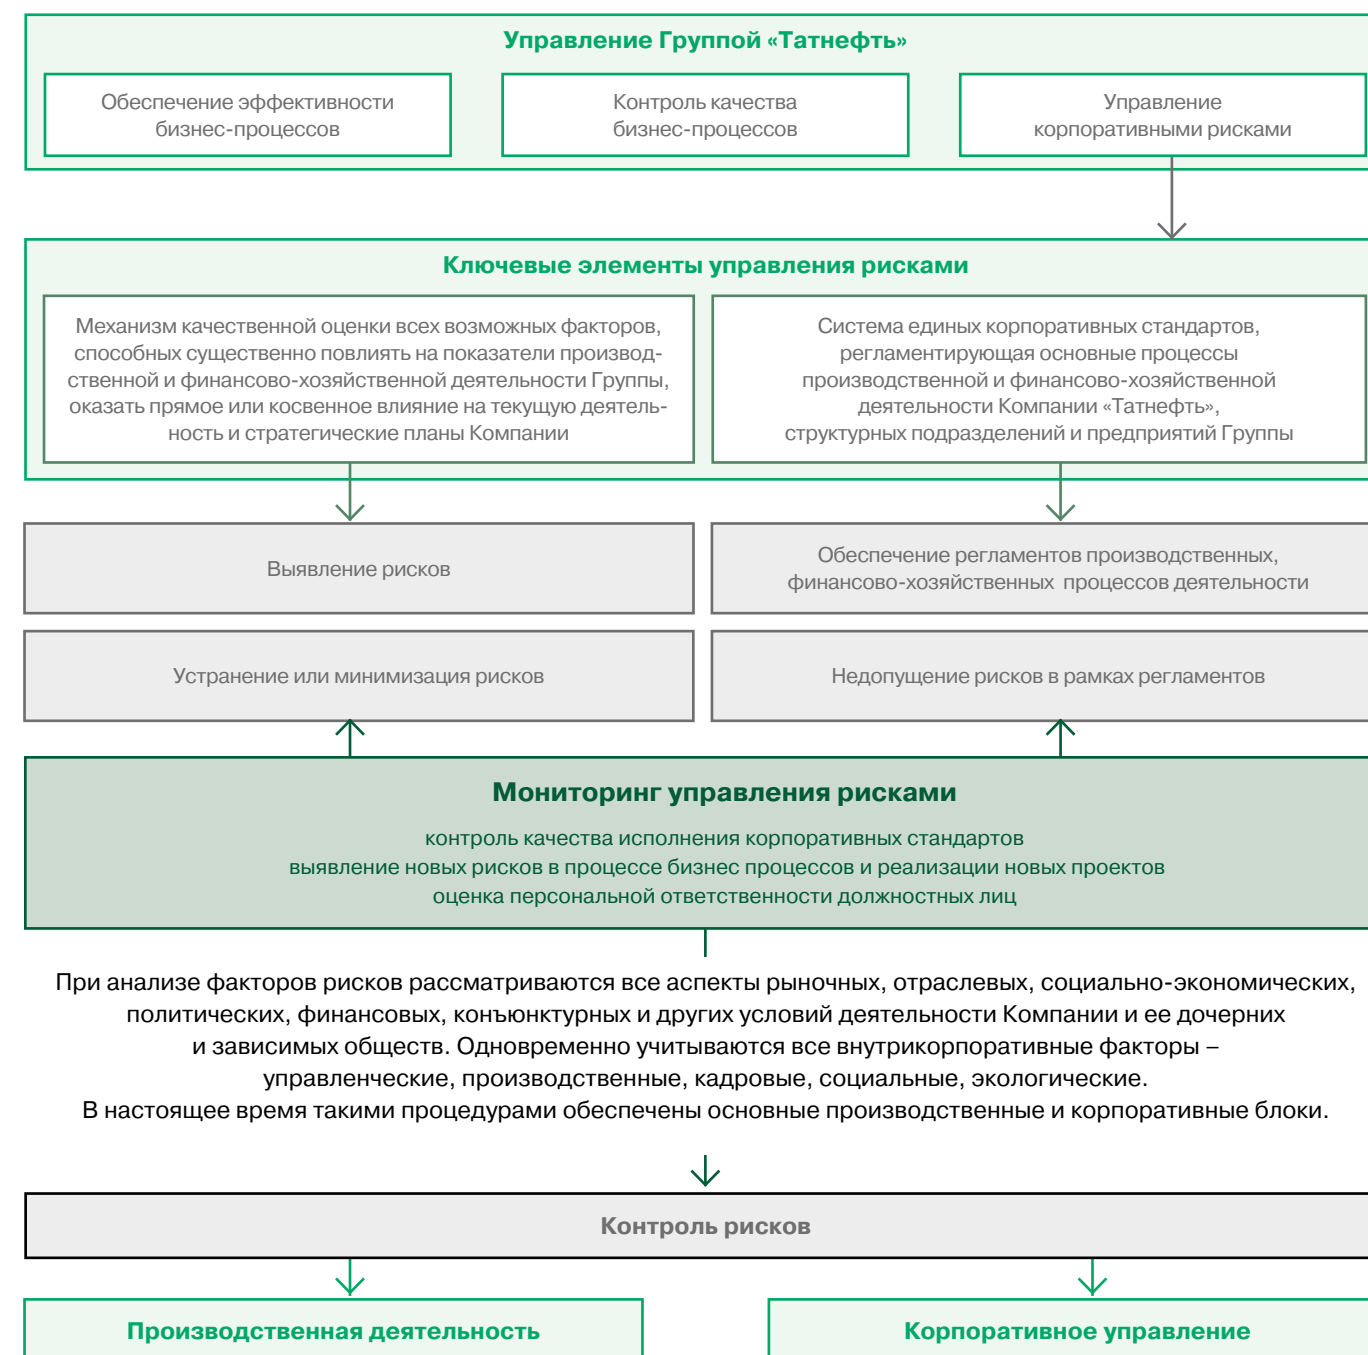 Управление Группой «Татнефть»
Обеспечение эффективности
бизнес-процессов
Контроль качества
бизнес-процессов
Управление
корпоративными рисками
Ключевые элементы управления рисками
Механизм качественной оценки всех возможных факторов,
способных существенно повлиять на показатели производ-
ственной и финансово-хозяйственной деятельности Группы,
оказать прямое или косвенное влияние на текущую деятель-
ность и стратегические планы Компании
Система единых корпоративных стандартов,
регламентирующая основные процессы
производственной и финансово-хозяйственной
деятельности Компании «Татнефть»,
структурных подразделений и предприятий Группы
Выявление рисков
Обеспечение регламентов производственных,
финансово-хозяйственных процессов деятельности
Устранение или минимизация рисков
Недопущение рисков в рамках регламентов
Мониторинг управления рисками
контроль качества исполнения корпоративных стандартов
выявление новых рисков в процессе бизнес процессов и реализации новых проектов
оценка персональной ответственности должностных лиц
При анализе факторов рисков рассматриваются все аспекты рыночных, отраслевых, социально-экономических,
политических, финансовых, конъюнктурных и других условий деятельности Компании и ее дочерних
и зависимых обществ. Одновременно учитываются все внутрикорпоративные факторы –
управленческие, производственные, кадровые, социальные, экологические.
В настоящее время такими процедурами обеспечены основные производственные и корпоративные блоки.
Контроль рисков
Производственная деятельность
Корпоративное управление